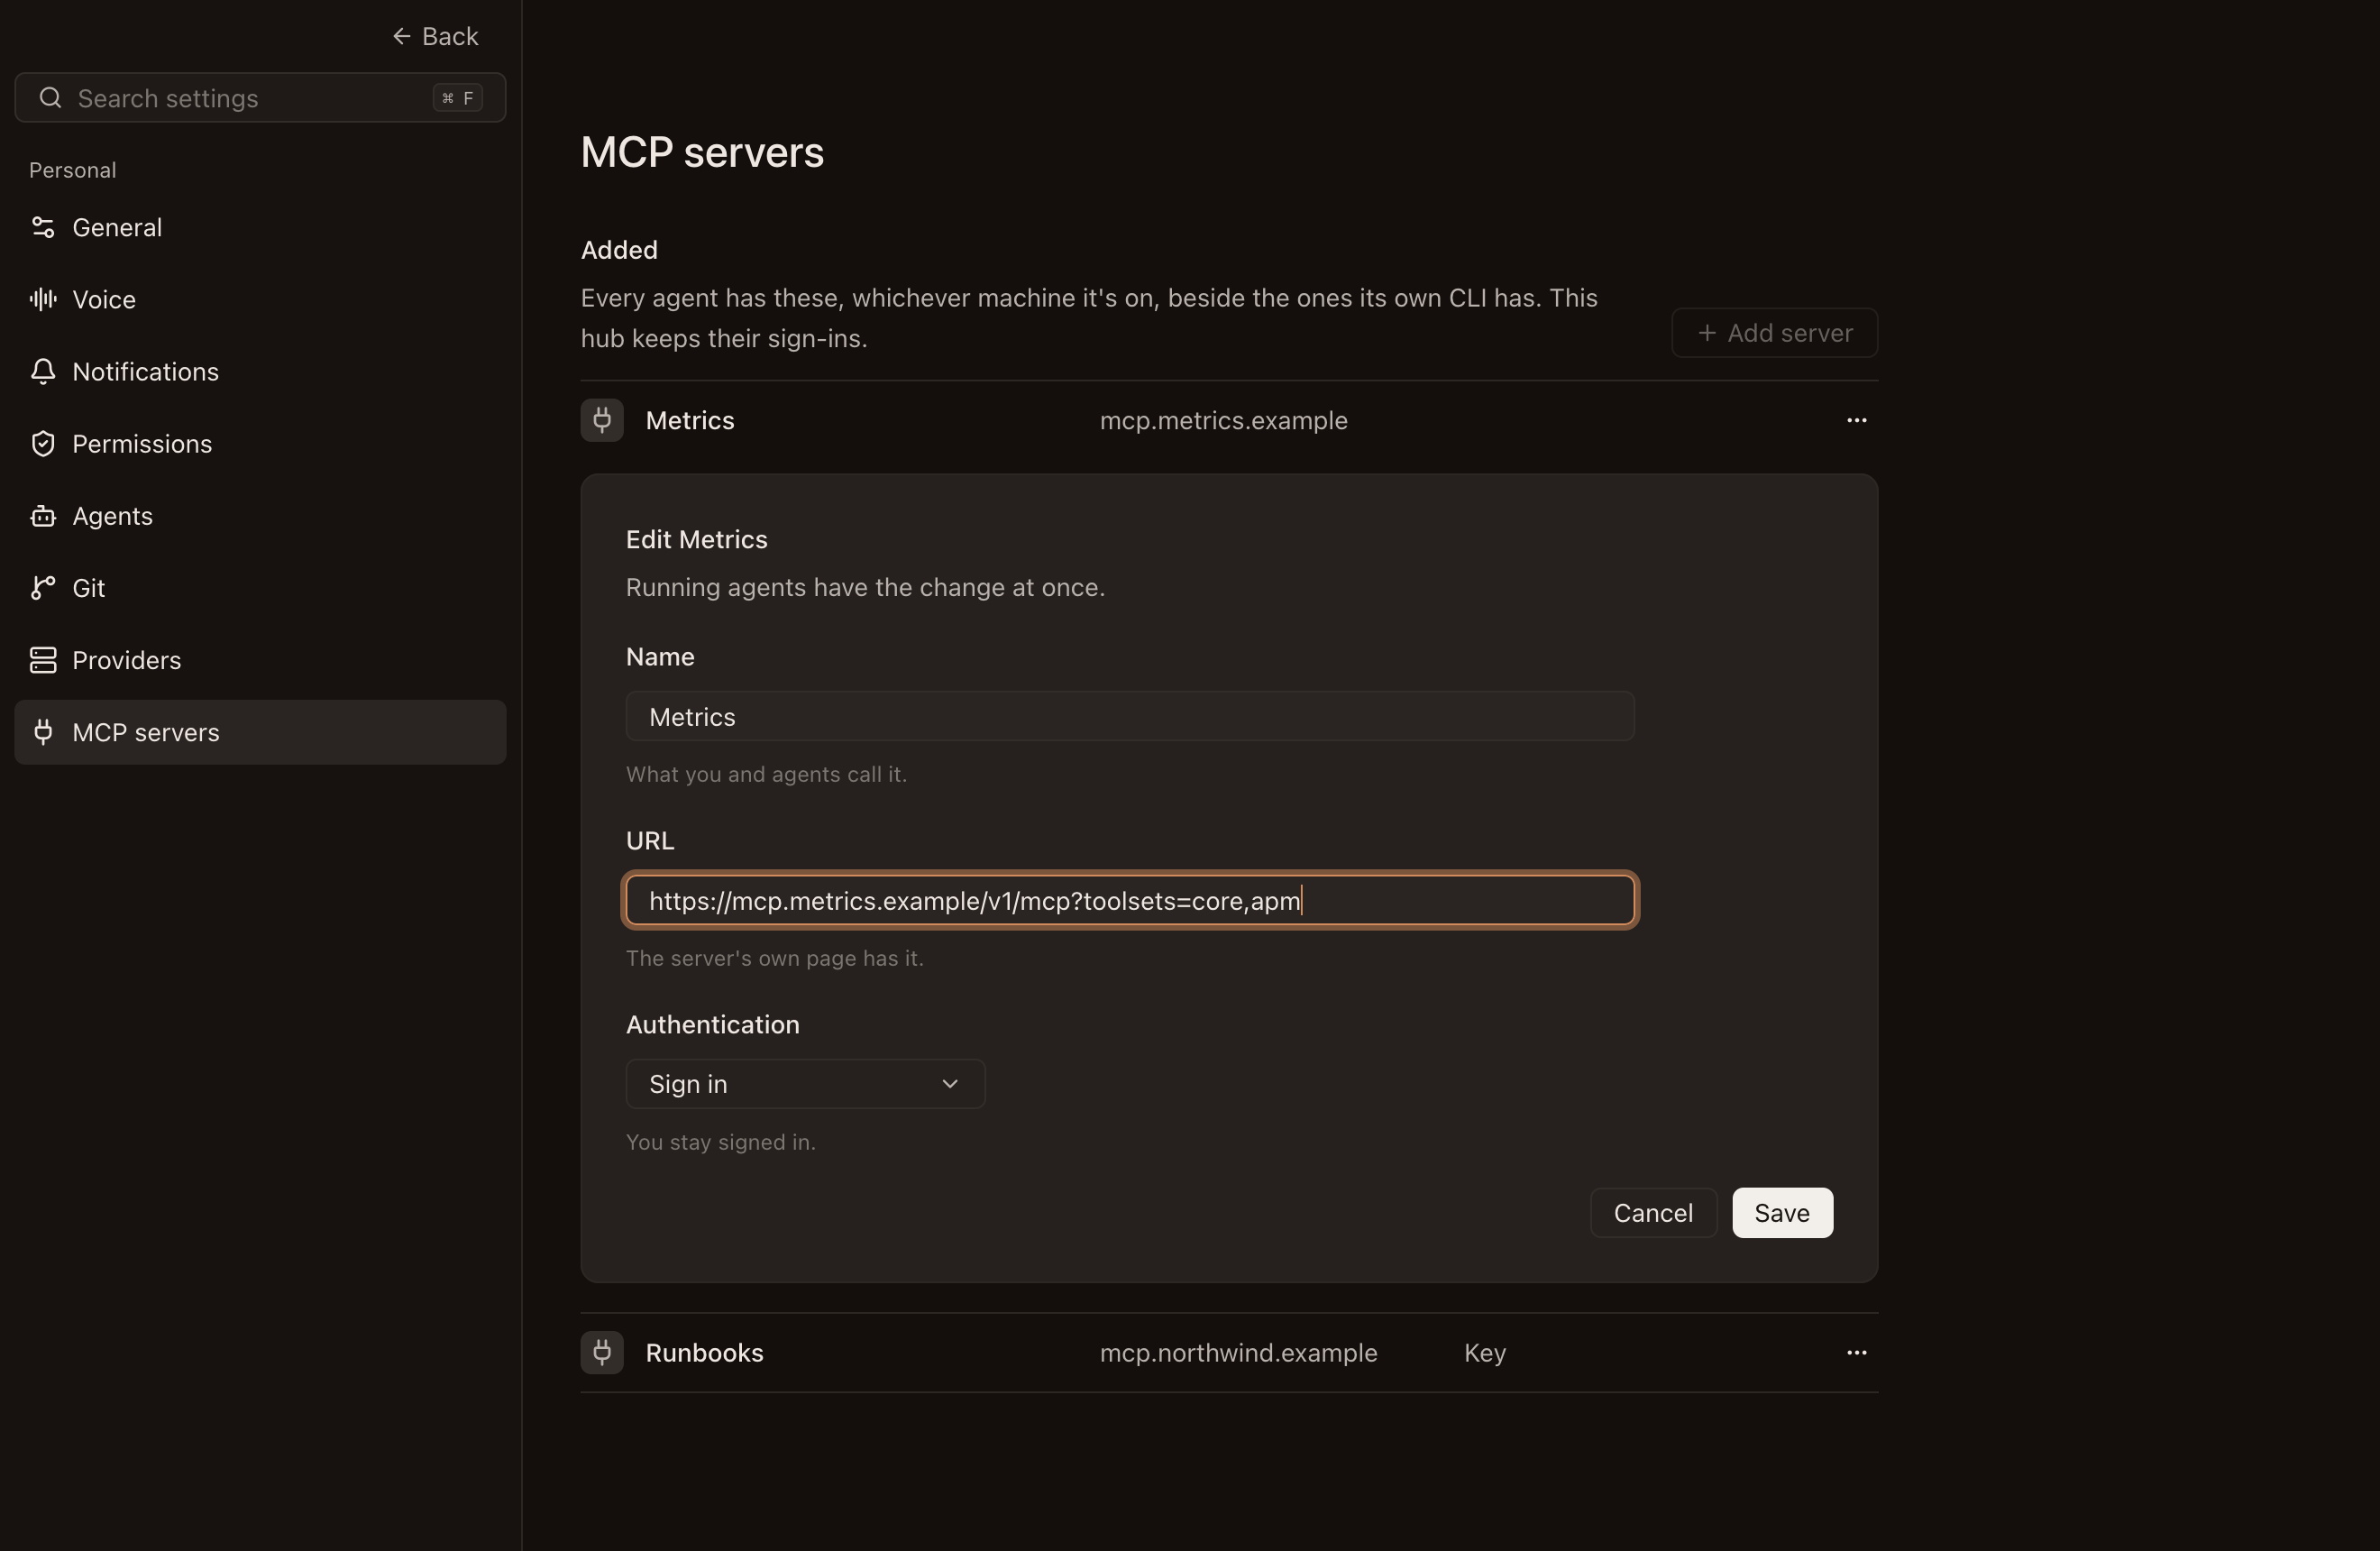 Back
Search settings
⌘ F
Personal
General
Voice
Notifications
Permissions
Agents
Git
Providers
MCP servers
MCP servers
Added
Every agent has these, whichever machine it's on, beside the ones its own CLI has. This
hub keeps their sign-ins.
Add server
Metrics
mcp.metrics.example
Edit Metrics
Running agents have the change at once.
Name
Metrics
What you and agents call it.
URL
https://mcp.metrics.example/v1/mcp?toolsets=core,apm
The server's own page has it.
Authentication
Sign in
You stay signed in.
Cancel
Save
Runbooks
mcp.northwind.example
Key